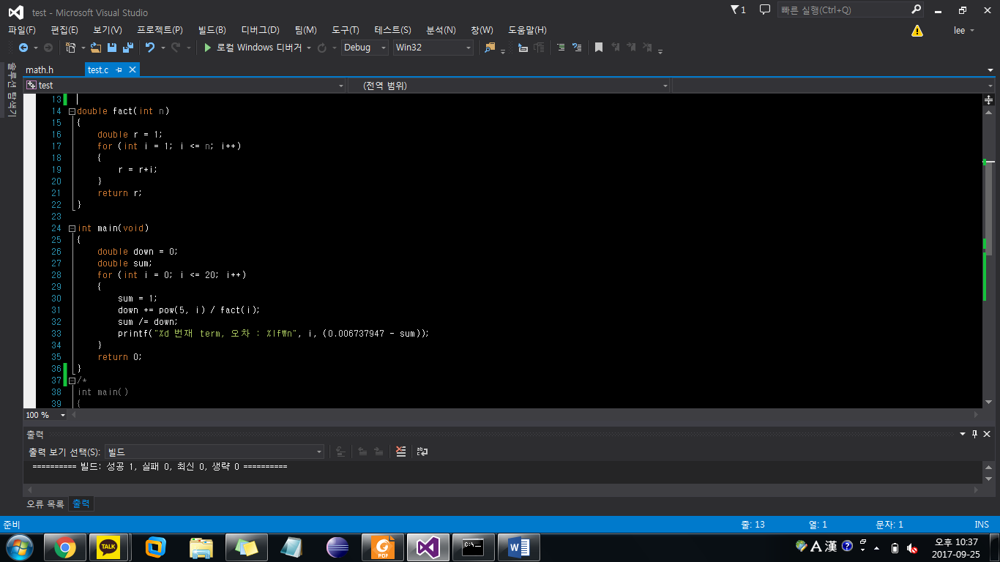 test - Microsoft Visual Studio
1
빠른 실행(Ctrl+Q)
파일(F) 편집(E) 보기(V) 프로젝트(P) 빌드(B) 디버그(D) 팀(M) 도구(T) 테스트(S) 분석(N) 창(W) 도움말(H)
lee
로컬 Windows 디버거 Debug Win32
솔루션 탐색기
math.h test.c
test (전역 범위)
13
14 double fact(int n)
15 {
16 double r = 1;
17 for (int i = 1; i <= n; i++)
18 {
19 r = r*i;
20 }
21 return r;
22 }
23
24 int main(void)
25 {
26 double down = 0;
27 double sum;
28 for (int i = 0; i <= 20; i++)
29 {
30 sum = 1;
31 down += pow(5, i) / fact(i);
32 sum /= down;
33 printf("%d 번재 term, 오차 : %lf₩n", i, (0.006737947 - sum));
34 }
35 return 0;
36 }
37 /*
38 int main()
39 {
100 %
출력
출력 보기 선택(S): 빌드
========== 빌드: 성공 1, 실패 0, 최신 0, 생략 0 ==========
오류 목록 출력
준비 줄: 13 열: 1 문자: 1 INS
TALK
PDF
C:\
W
A 漢 ?
오후 10:37
2017-09-25